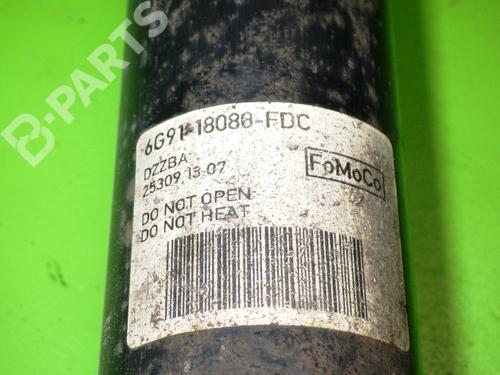 B-PARTS
6G91-18080-FDC
DZZBA
25309 13 07
FoMoCo
DO NOT OPEN
DO NOT HEAT